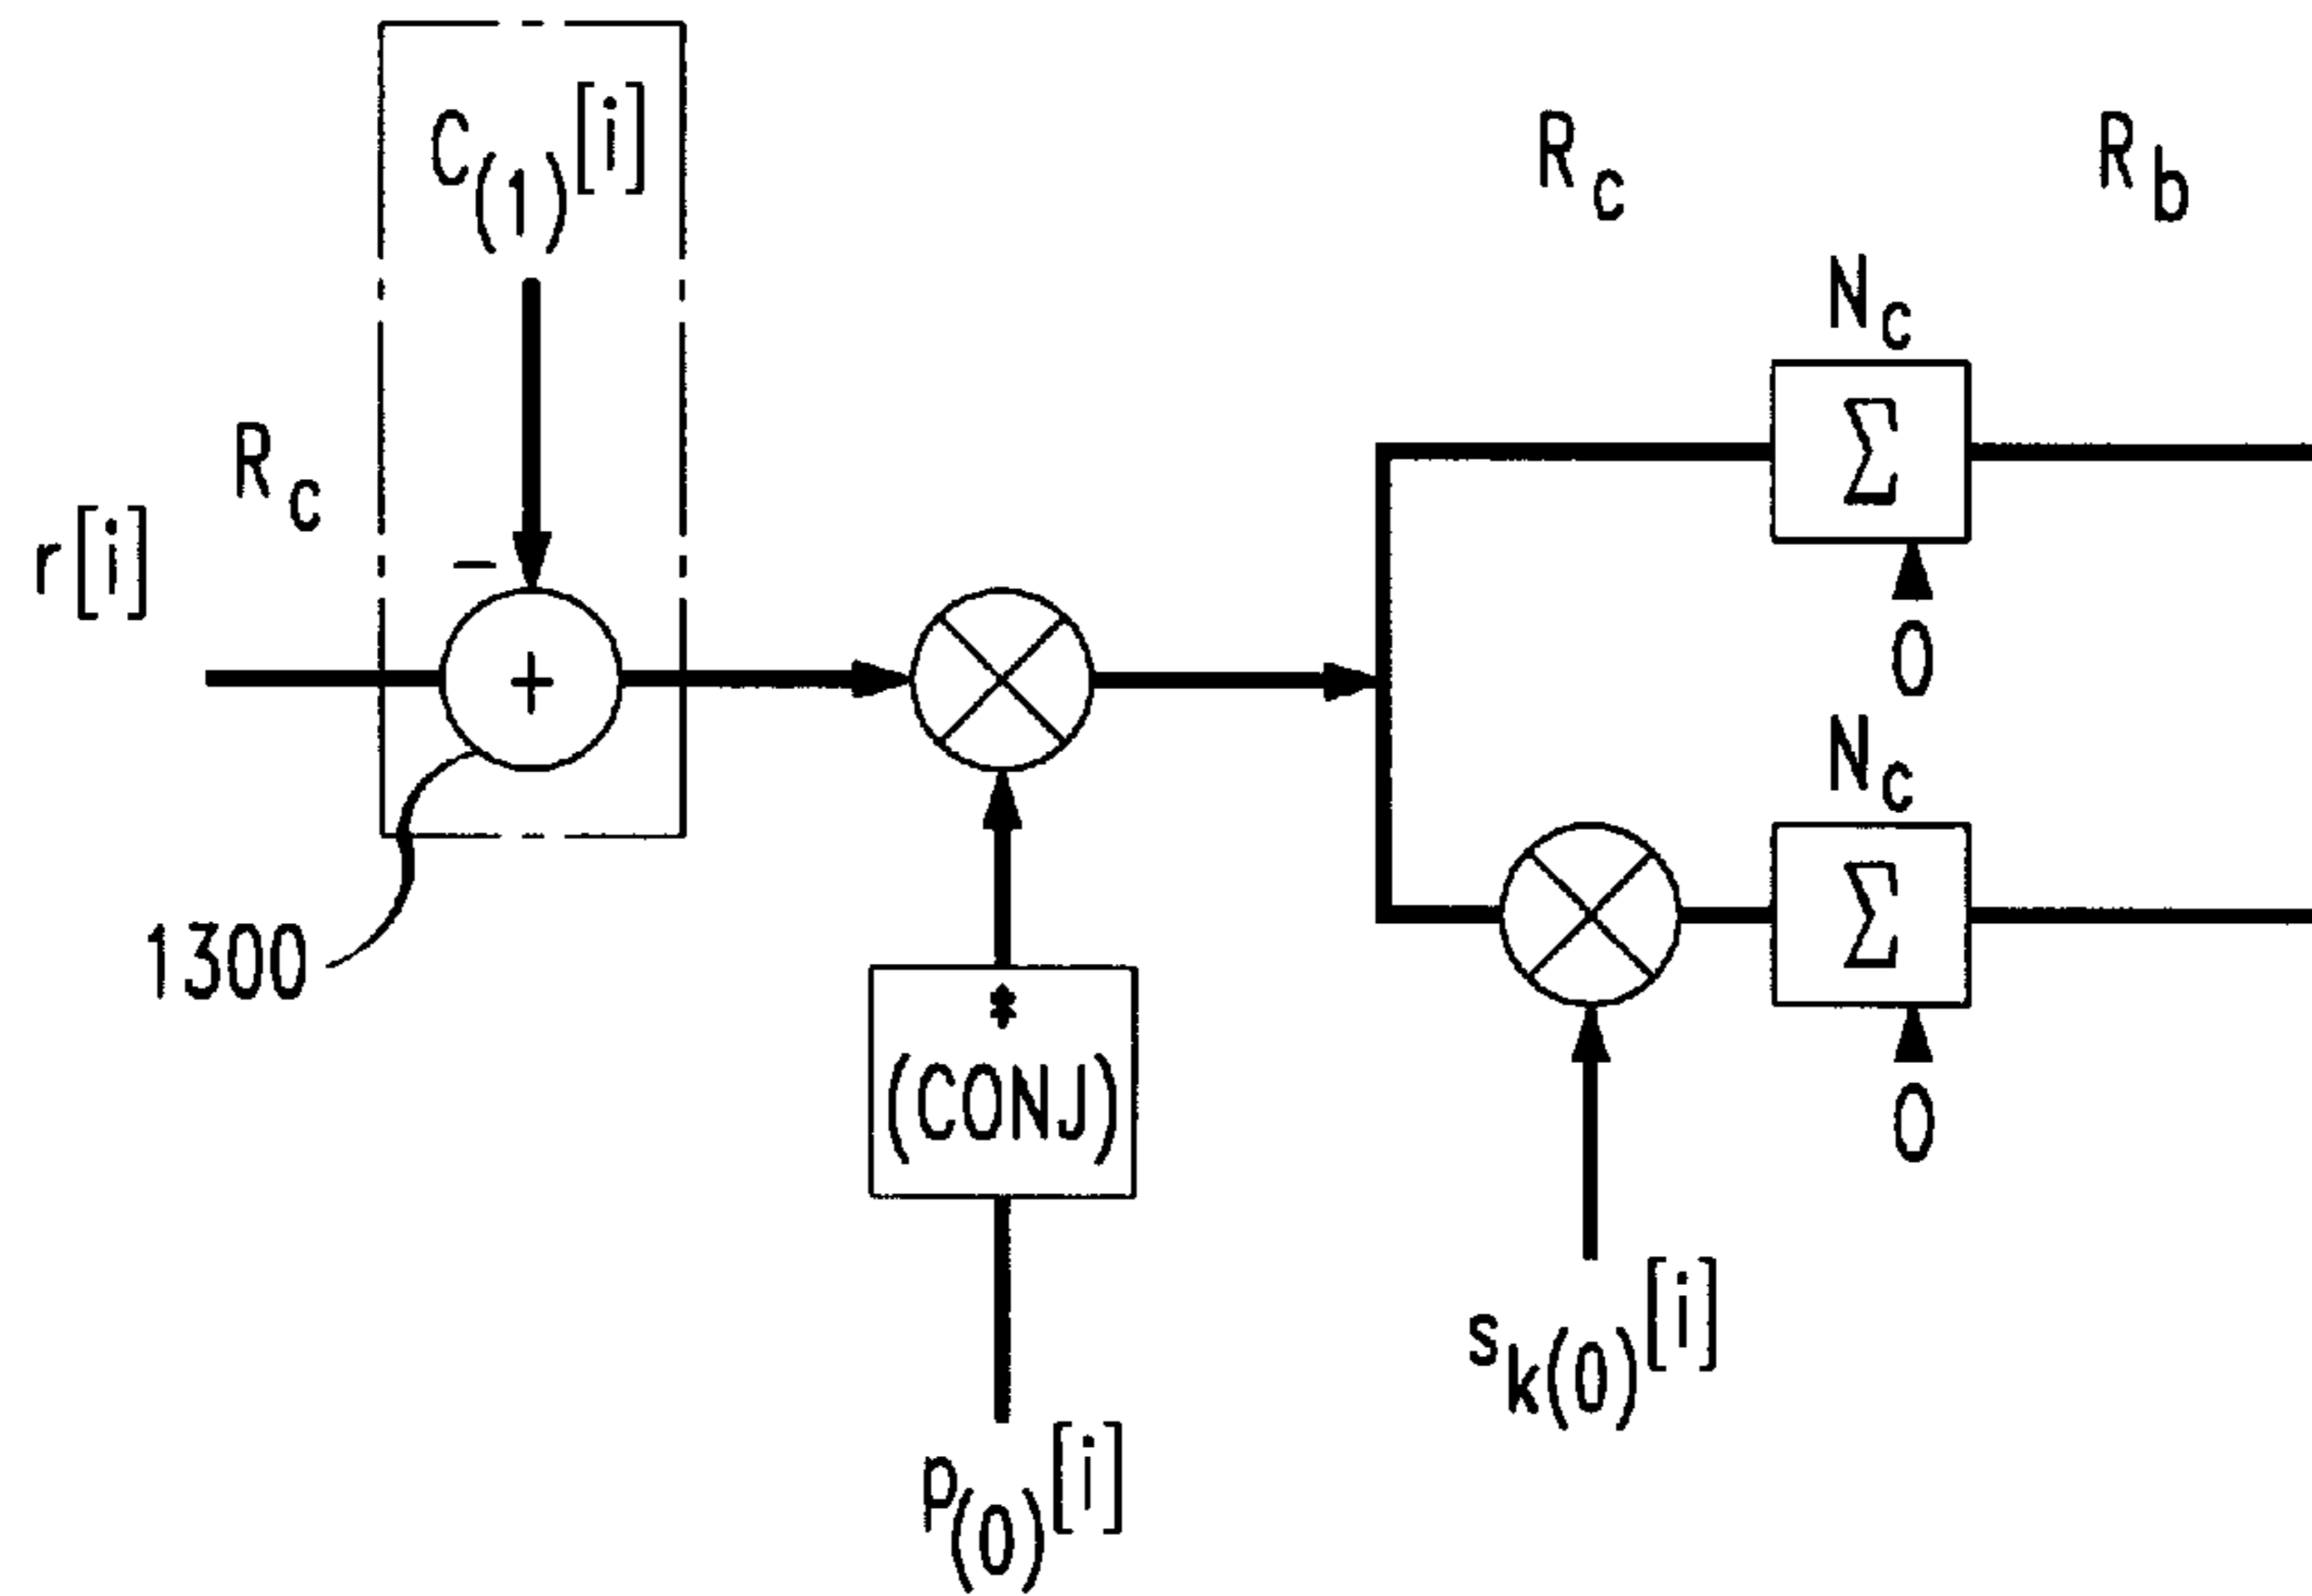 C(1)[i]
Rc
Rb
Nc
Rc
Σ
r[i]
−
+
0
Nc
Σ
1300
*
(CONJ)
0
sk(0)[i]
p(0)[i]